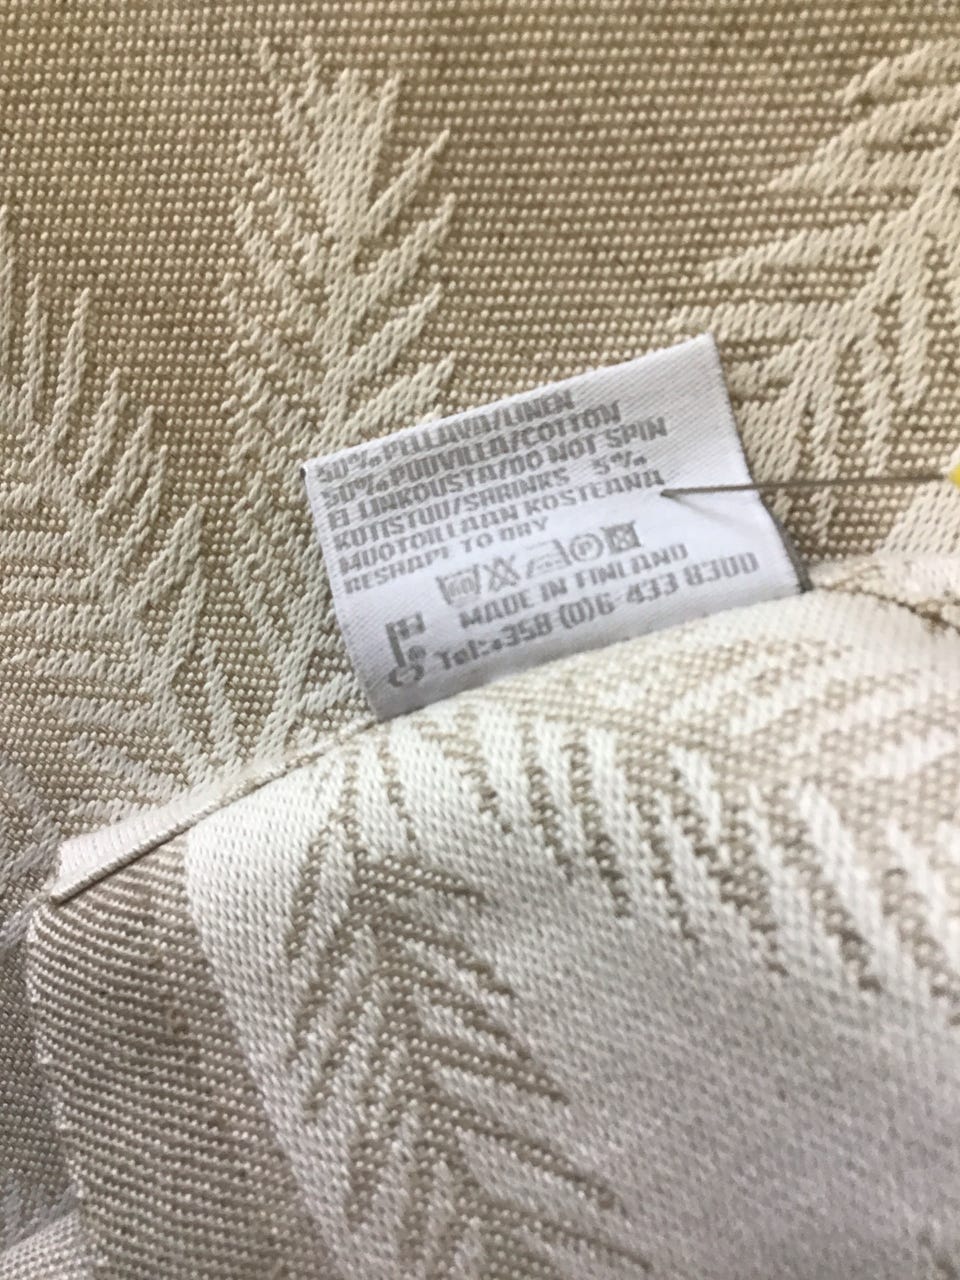 50% PELLAVA/LINEN
50% PUUVILLA/COTTON
EI LINKOUSTA/DO NOT SPIN
KUTISTUU/SHRINKS 5%
MUOTOILLAAN KOSTEANA
RESHAPE TO DRY
P
MADE IN FINLAND
Tel:+358 (0)6 433 8300